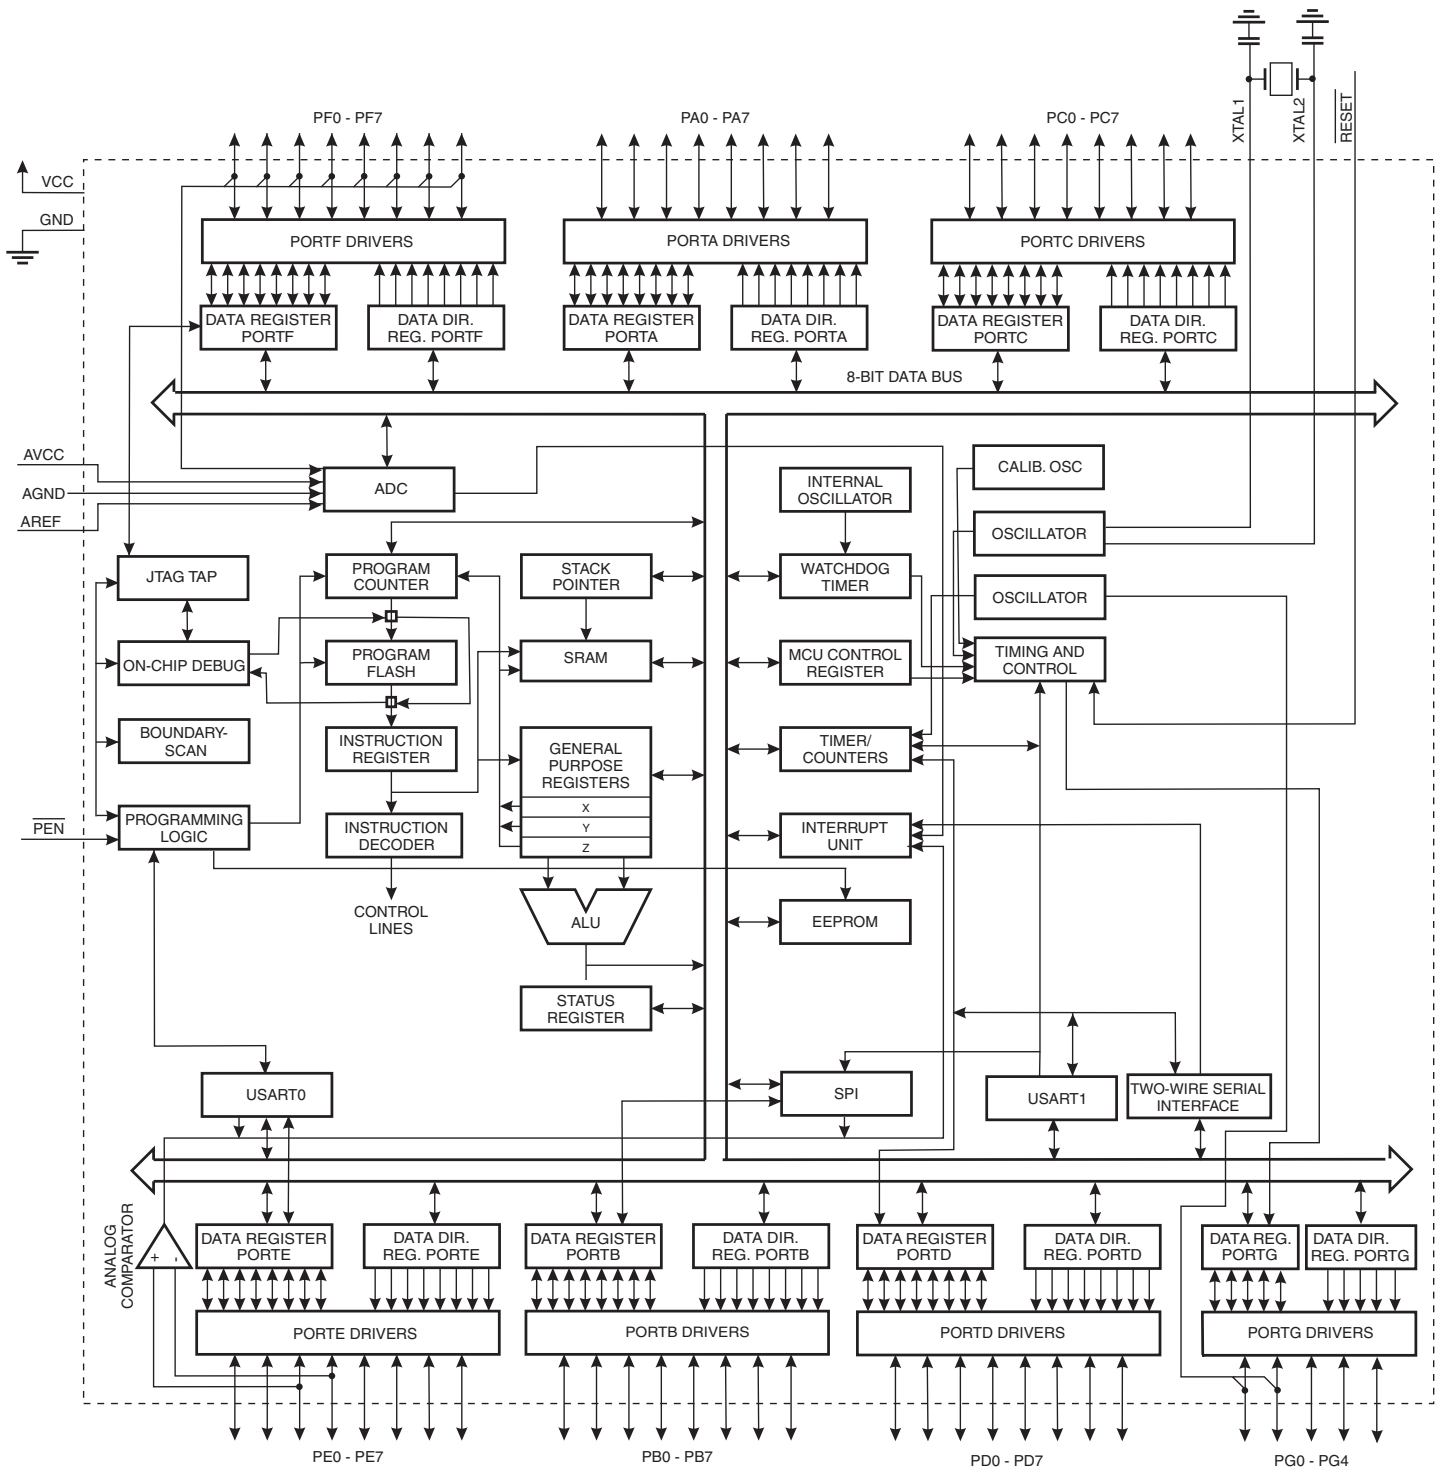 XTAL1
XTAL2
RESET
PF0 - PF7
PA0 - PA7
PC0 - PC7
VCC
GND
PORTF DRIVERS
PORTA DRIVERS
PORTC DRIVERS
DATA REGISTER
PORTF
DATA DIR.
REG. PORTF
DATA REGISTER
PORTA
DATA DIR.
REG. PORTA
DATA REGISTER
PORTC
DATA DIR.
REG. PORTC
8-BIT DATA BUS
AVCC
AGND
AREF
ADC
INTERNAL
OSCILLATOR
CALIB. OSC
OSCILLATOR
JTAG TAP
PROGRAM
COUNTER
STACK
POINTER
WATCHDOG
TIMER
OSCILLATOR
ON-CHIP DEBUG
PROGRAM
FLASH
SRAM
MCU CONTROL
REGISTER
TIMING AND
CONTROL
BOUNDARY-
SCAN
INSTRUCTION
REGISTER
GENERAL
PURPOSE
REGISTERS
X
Y
Z
TIMER/
COUNTERS
PEN
PROGRAMMING
LOGIC
INSTRUCTION
DECODER
INTERRUPT
UNIT
CONTROL
LINES
ALU
EEPROM
STATUS
REGISTER
USART0
SPI
USART1
TWO-WIRE SERIAL
INTERFACE
ANALOG
COMPARATOR
+
-
DATA REGISTER
PORTE
DATA DIR.
REG. PORTE
DATA REGISTER
PORTB
DATA DIR.
REG. PORTB
DATA REGISTER
PORTD
DATA DIR.
REG. PORTD
DATA REG.
PORTG
DATA DIR.
REG. PORTG
PORTE DRIVERS
PORTB DRIVERS
PORTD DRIVERS
PORTG DRIVERS
PE0 - PE7
PB0 - PB7
PD0 - PD7
PG0 - PG4